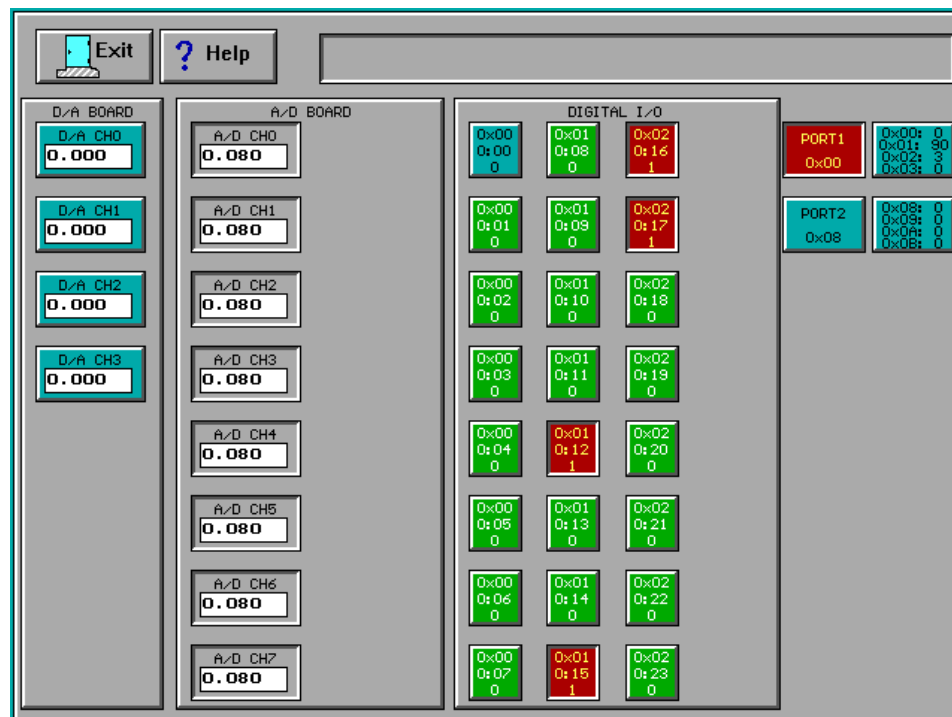 Exit
? Help
D/A BOARD
D/A CH0
0.000
D/A CH1
0.000
D/A CH2
0.000
D/A CH3
0.000
A/D BOARD
A/D CH0
0.080
A/D CH1
0.080
A/D CH2
0.080
A/D CH3
0.080
A/D CH4
0.080
A/D CH5
0.080
A/D CH6
0.080
A/D CH7
0.080
DIGITAL I/O
0x00
0:00
0
0x00
0:01
0
0x00
0:02
0
0x00
0:03
0
0x00
0:04
0
0x00
0:05
0
0x00
0:06
0
0x00
0:07
0
0x01
0:08
0
0x01
0:09
0
0x01
0:10
0
0x01
0:11
0
0x01
0:12
1
0x01
0:13
0
0x01
0:14
0
0x01
0:15
1
0x02
0:16
1
0x02
0:17
1
0x02
0:18
0
0x02
0:19
0
0x02
0:20
0
0x02
0:21
0
0x02
0:22
0
0x02
0:23
0
PORT1
0x00
0x00: 0
0x01: 90
0x02: 3
0x03: 0
PORT2
0x08
0x08: 0
0x09: 0
0x0A: 0
0x0B: 0